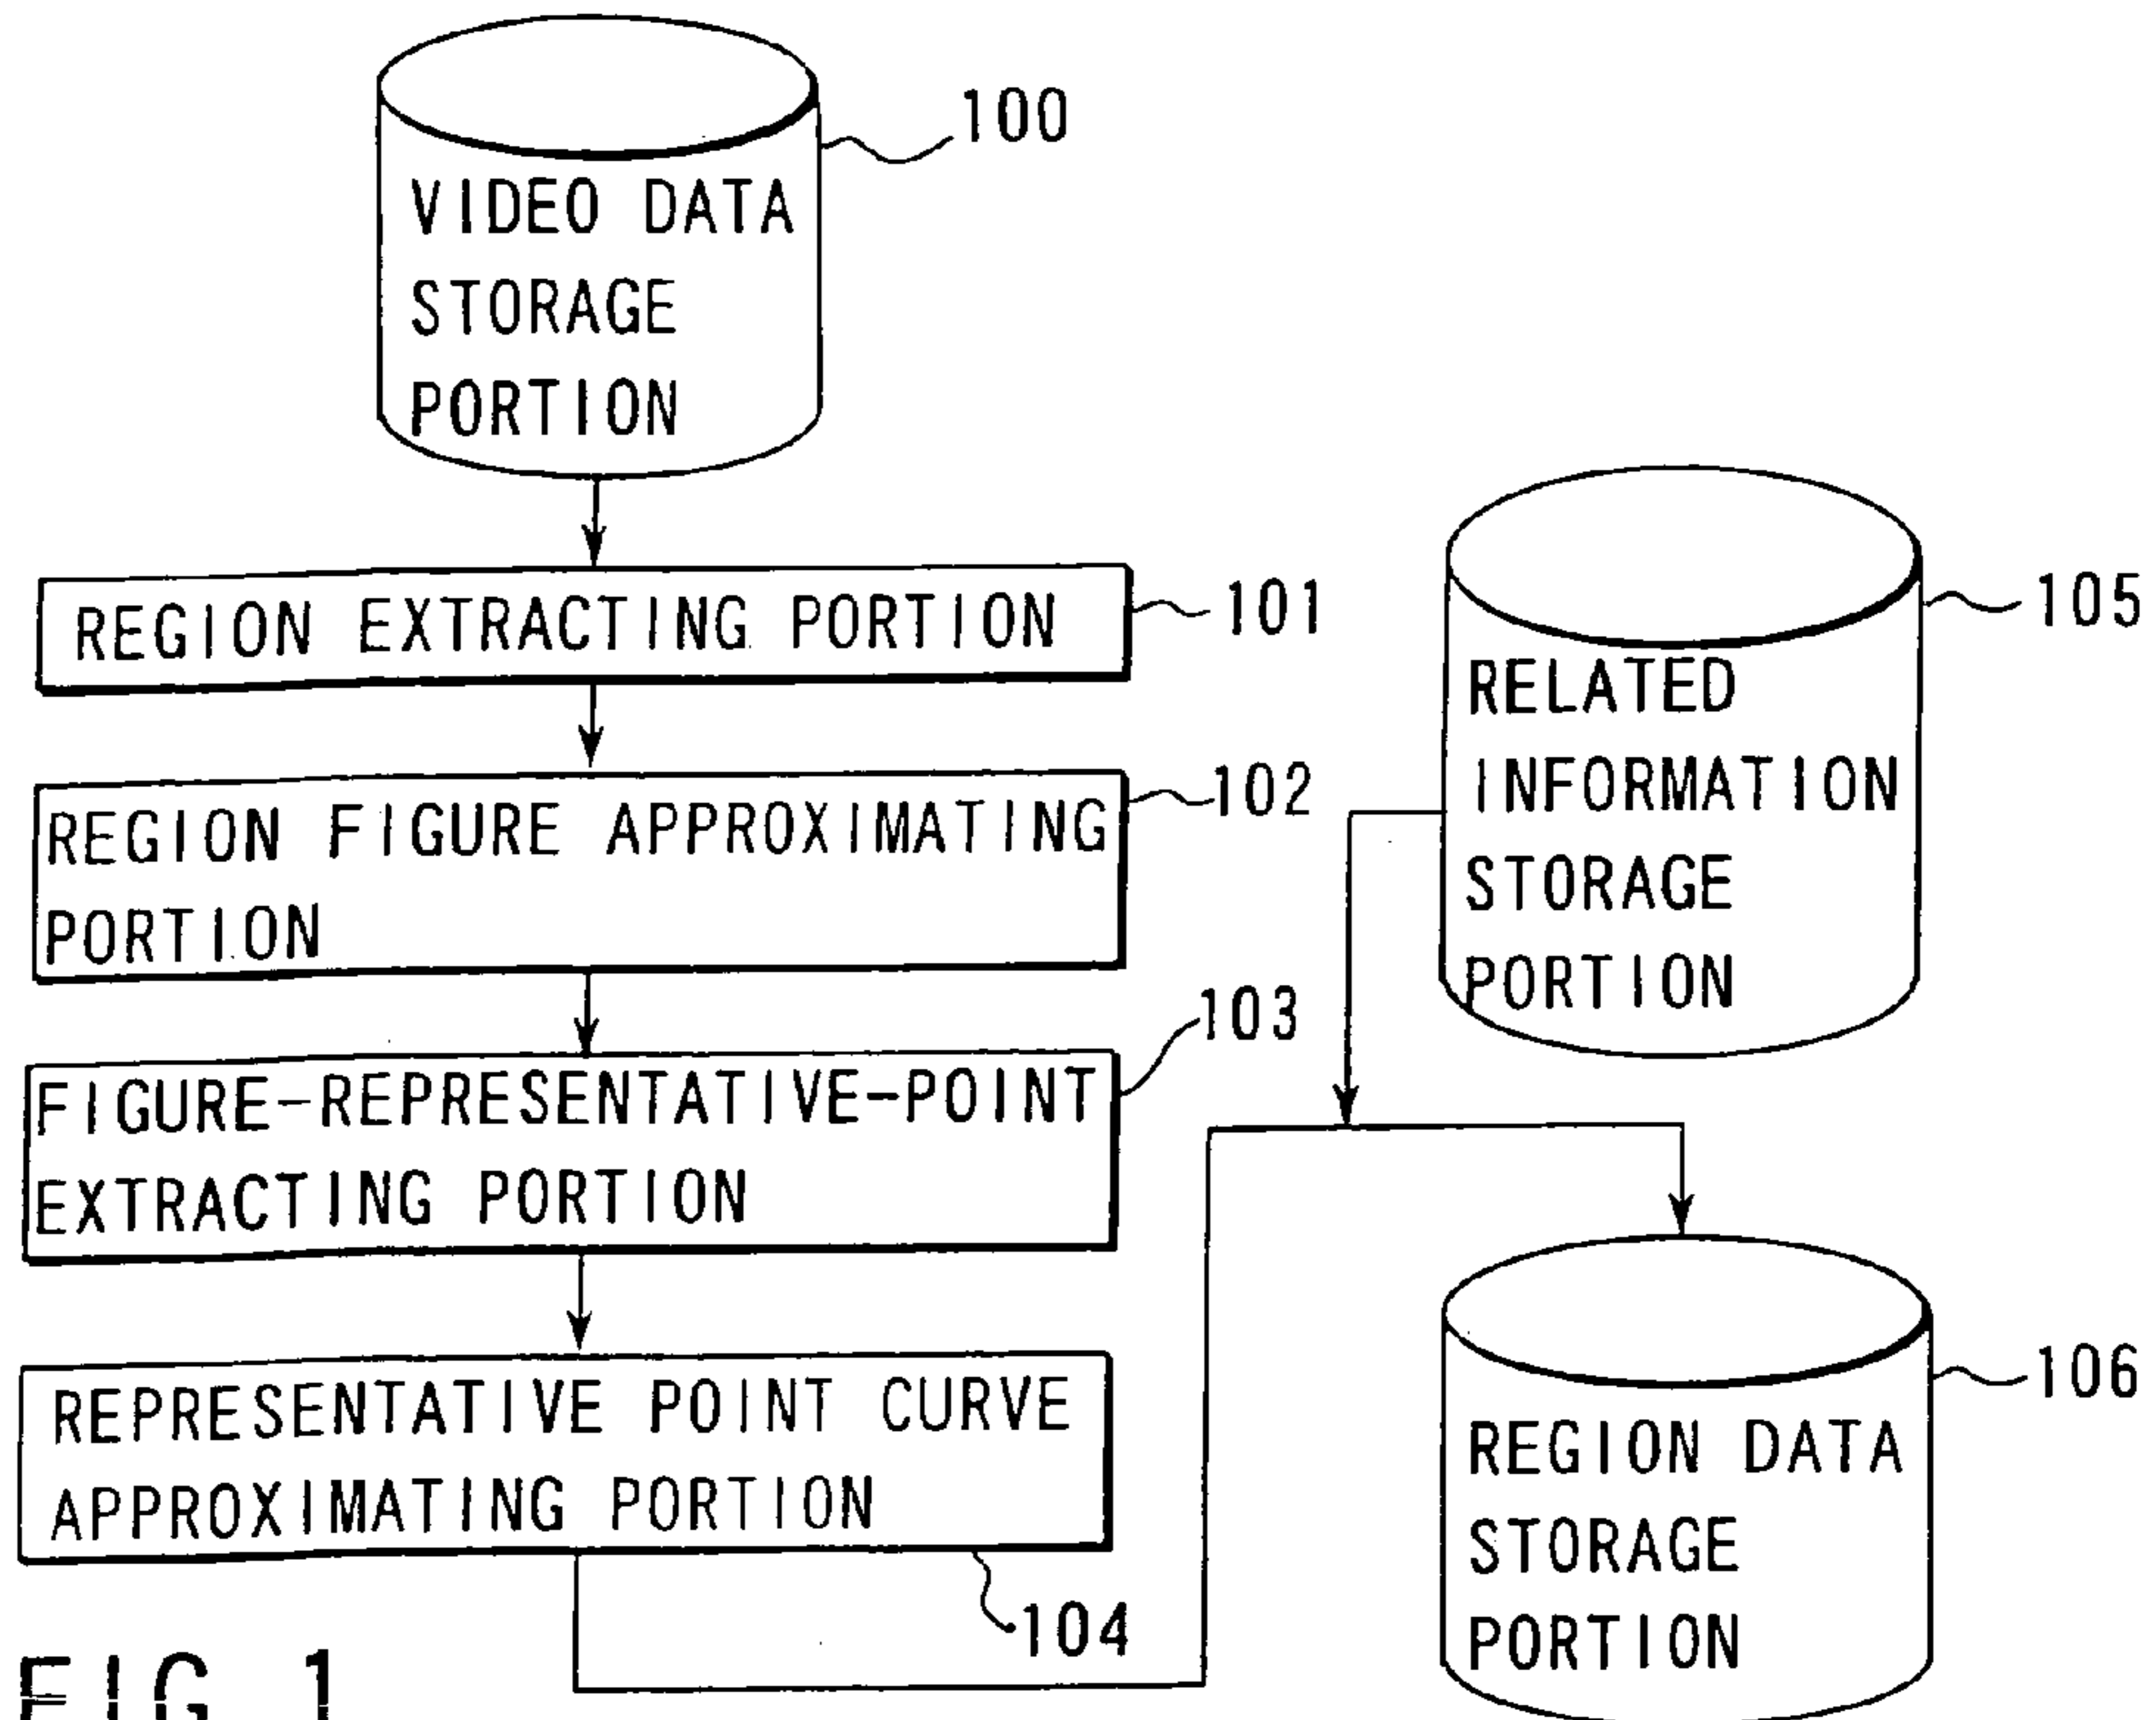 100
VIDEO DATA
STORAGE
PORTION
REGION EXTRACTING PORTION
101
REGION FIGURE APPROXIMATING
PORTION
102
FIGURE-REPRESENTATIVE-POINT
EXTRACTING PORTION
103
REPRESENTATIVE POINT CURVE
APPROXIMATING PORTION
104
105
RELATED
INFORMATION
STORAGE
PORTION
106
REGION DATA
STORAGE
PORTION
FIG. 1